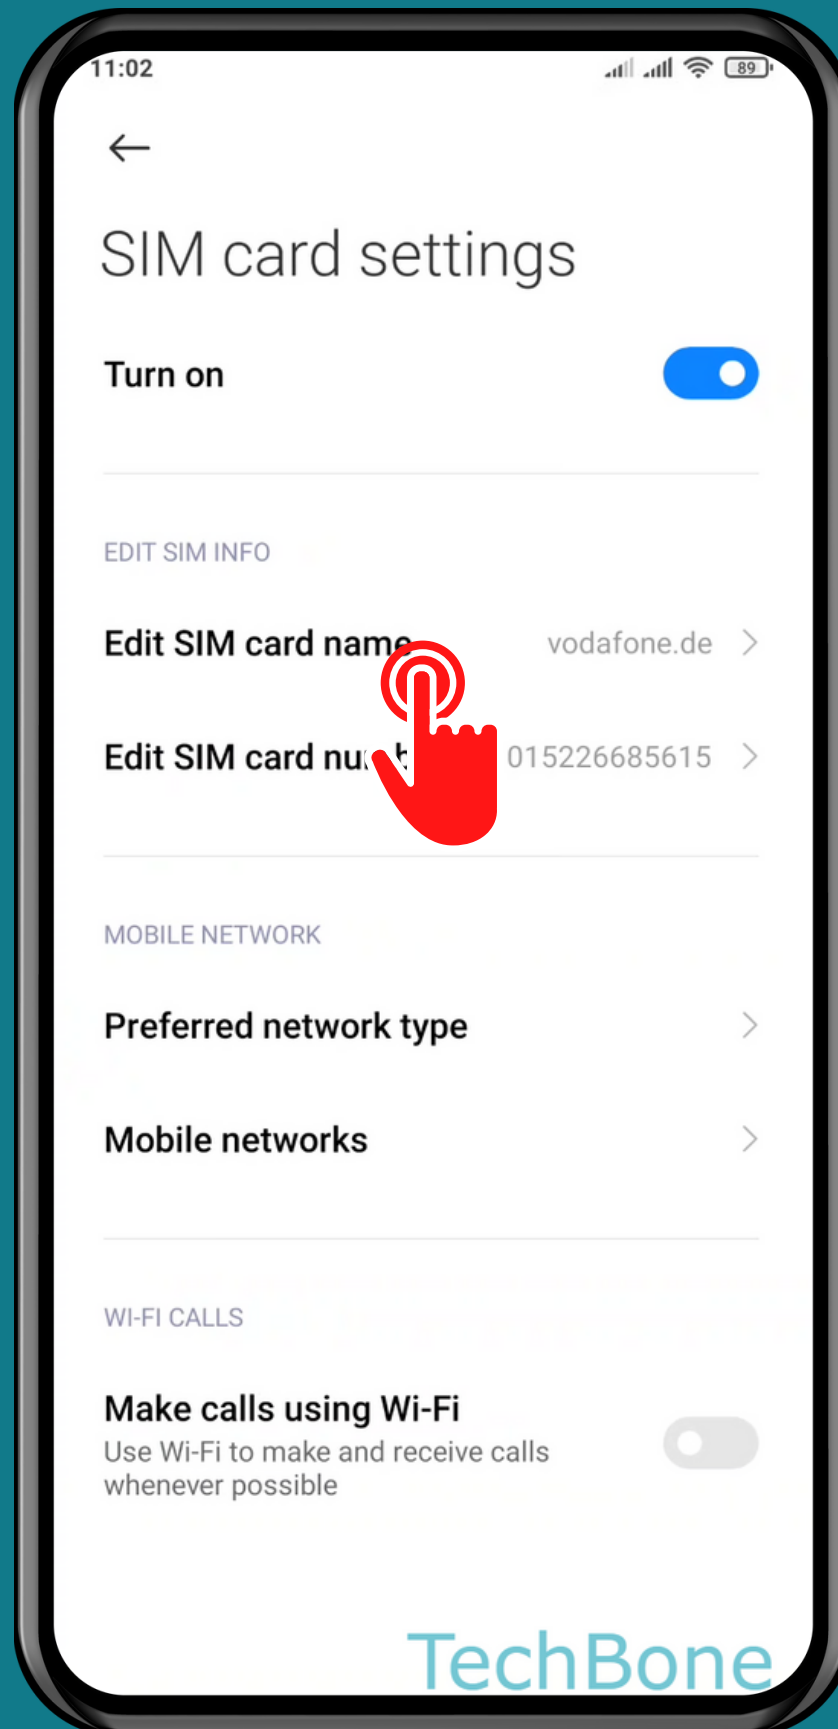 11:02
89
SIM card settings
Turn on
EDIT SIM INFO
Edit SIM card name
vodafone.de
Edit SIM card
015226685615
MOBILE NETWORK
Preferred network type
Mobile networks
WI-FI CALLS
Make calls using Wi-Fi
Use Wi-Fi to make and receive calls
whenever possible
TechBone